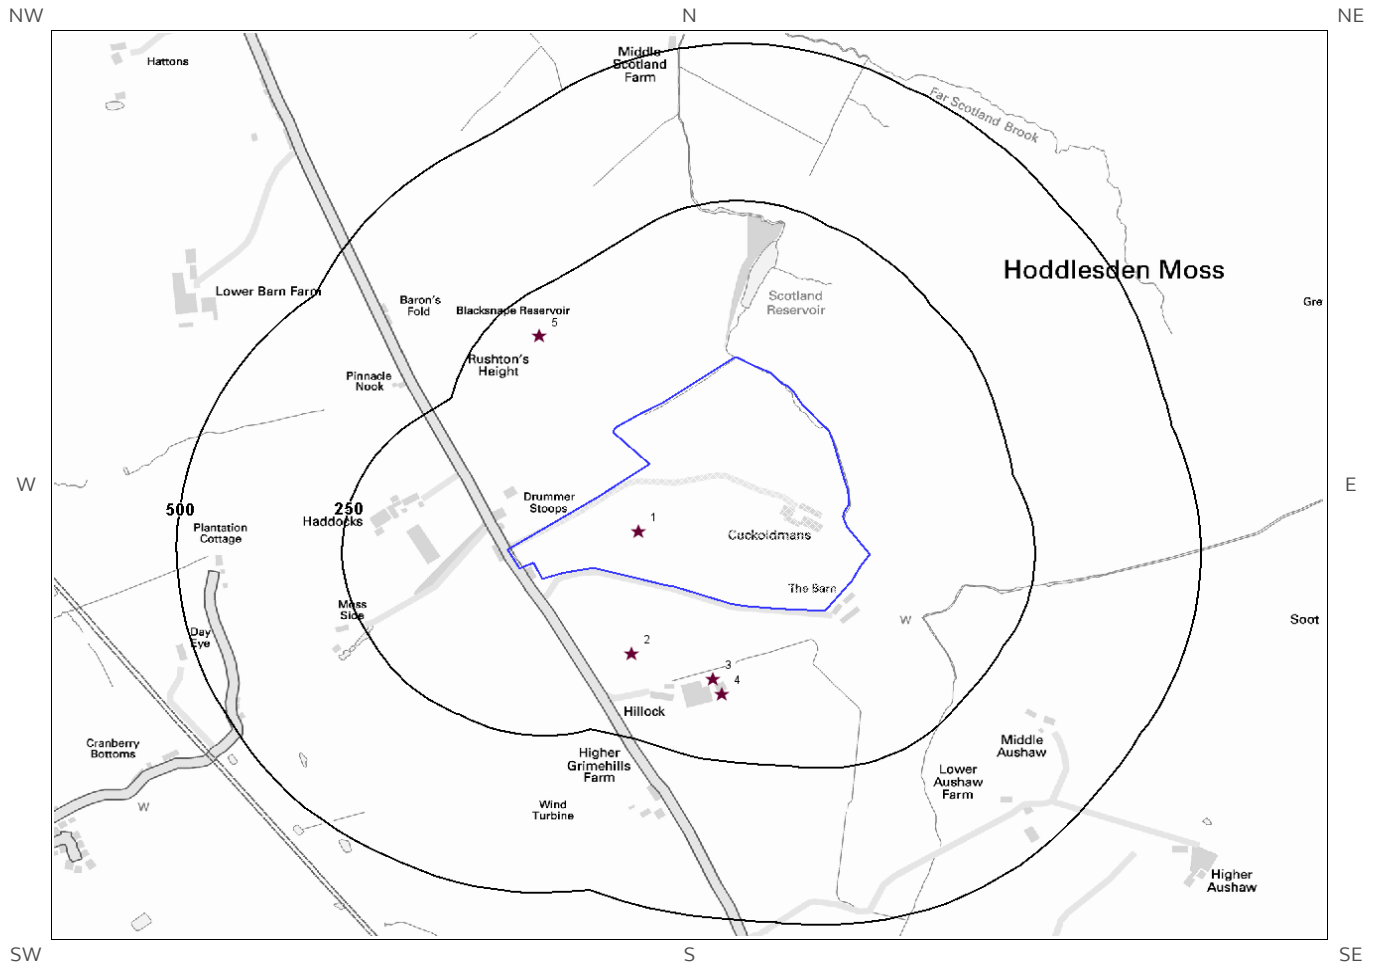 NW
N
NE
Hattons
Middle
Scotland
Farm
Far Scotland Brook
Hoddlesden Moss
Lower Barn Farm
Baron's
Fold
Blacksnape Reservoir
5
Scotland
Reservoir
Gre
Rushton's
Height
Pinnacle
Nook
W
E
500
250
Haddocks
Drummer
Stoops
1
Cuckoldmans
Plantation
Cottage
The Barn
Moss
Side
W
Soot
Day
Eye
2
3
4
Hillock
Cranberry
Bottoms
Higher
Grimehills
Farm
Middle
Aushaw
Lower
Aushaw
Farm
W
Wind
Turbine
Higher
Aushaw
SW
S
SE